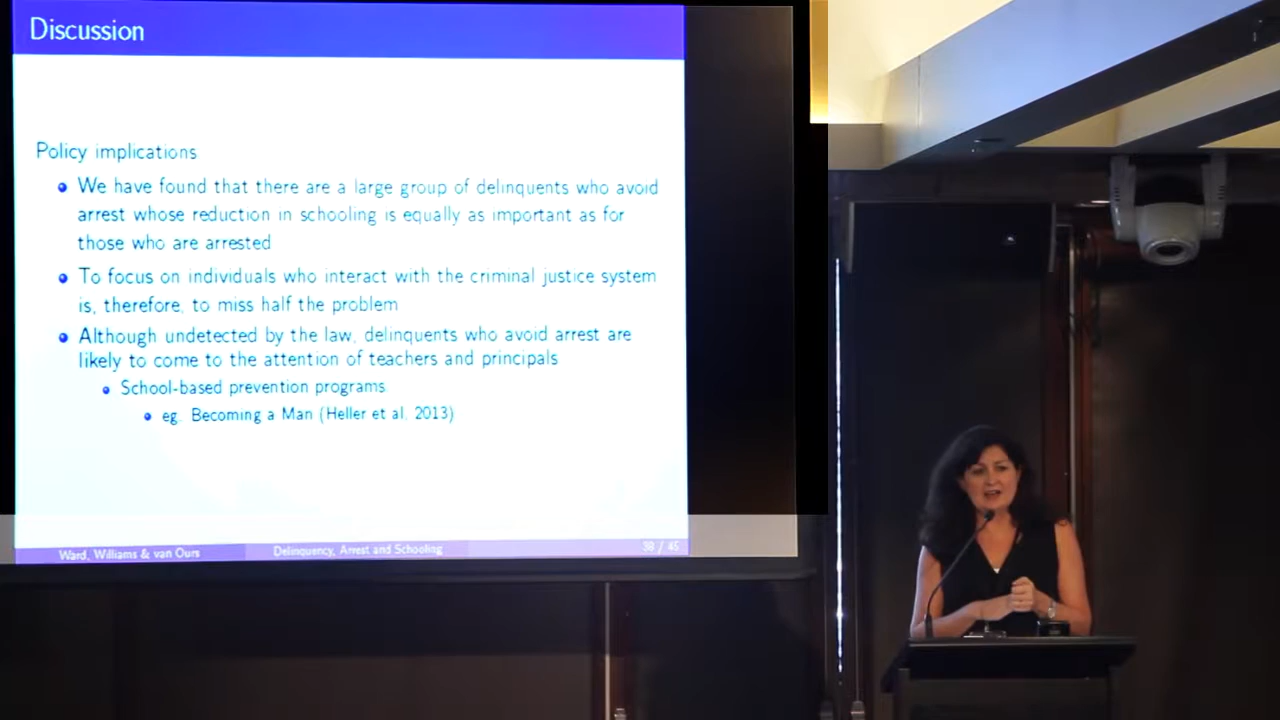 Discussion
Policy implications
We have found that there are a large group of delinquents who avoid
arrest whose reduction in schooling is equally as important as for
those who are arrested
To focus on individuals who interact with the criminal justice system
is, therefore, to miss half the problem
Although undetected by the law, delinquents who avoid arrest are
likely to come to the attention of teachers and principals
School-based prevention programs
eg. Becoming a Man (Heller et al. 2013)
Ward, Williams & van Ours Delinquency, Arrest and Schooling 38 / 45